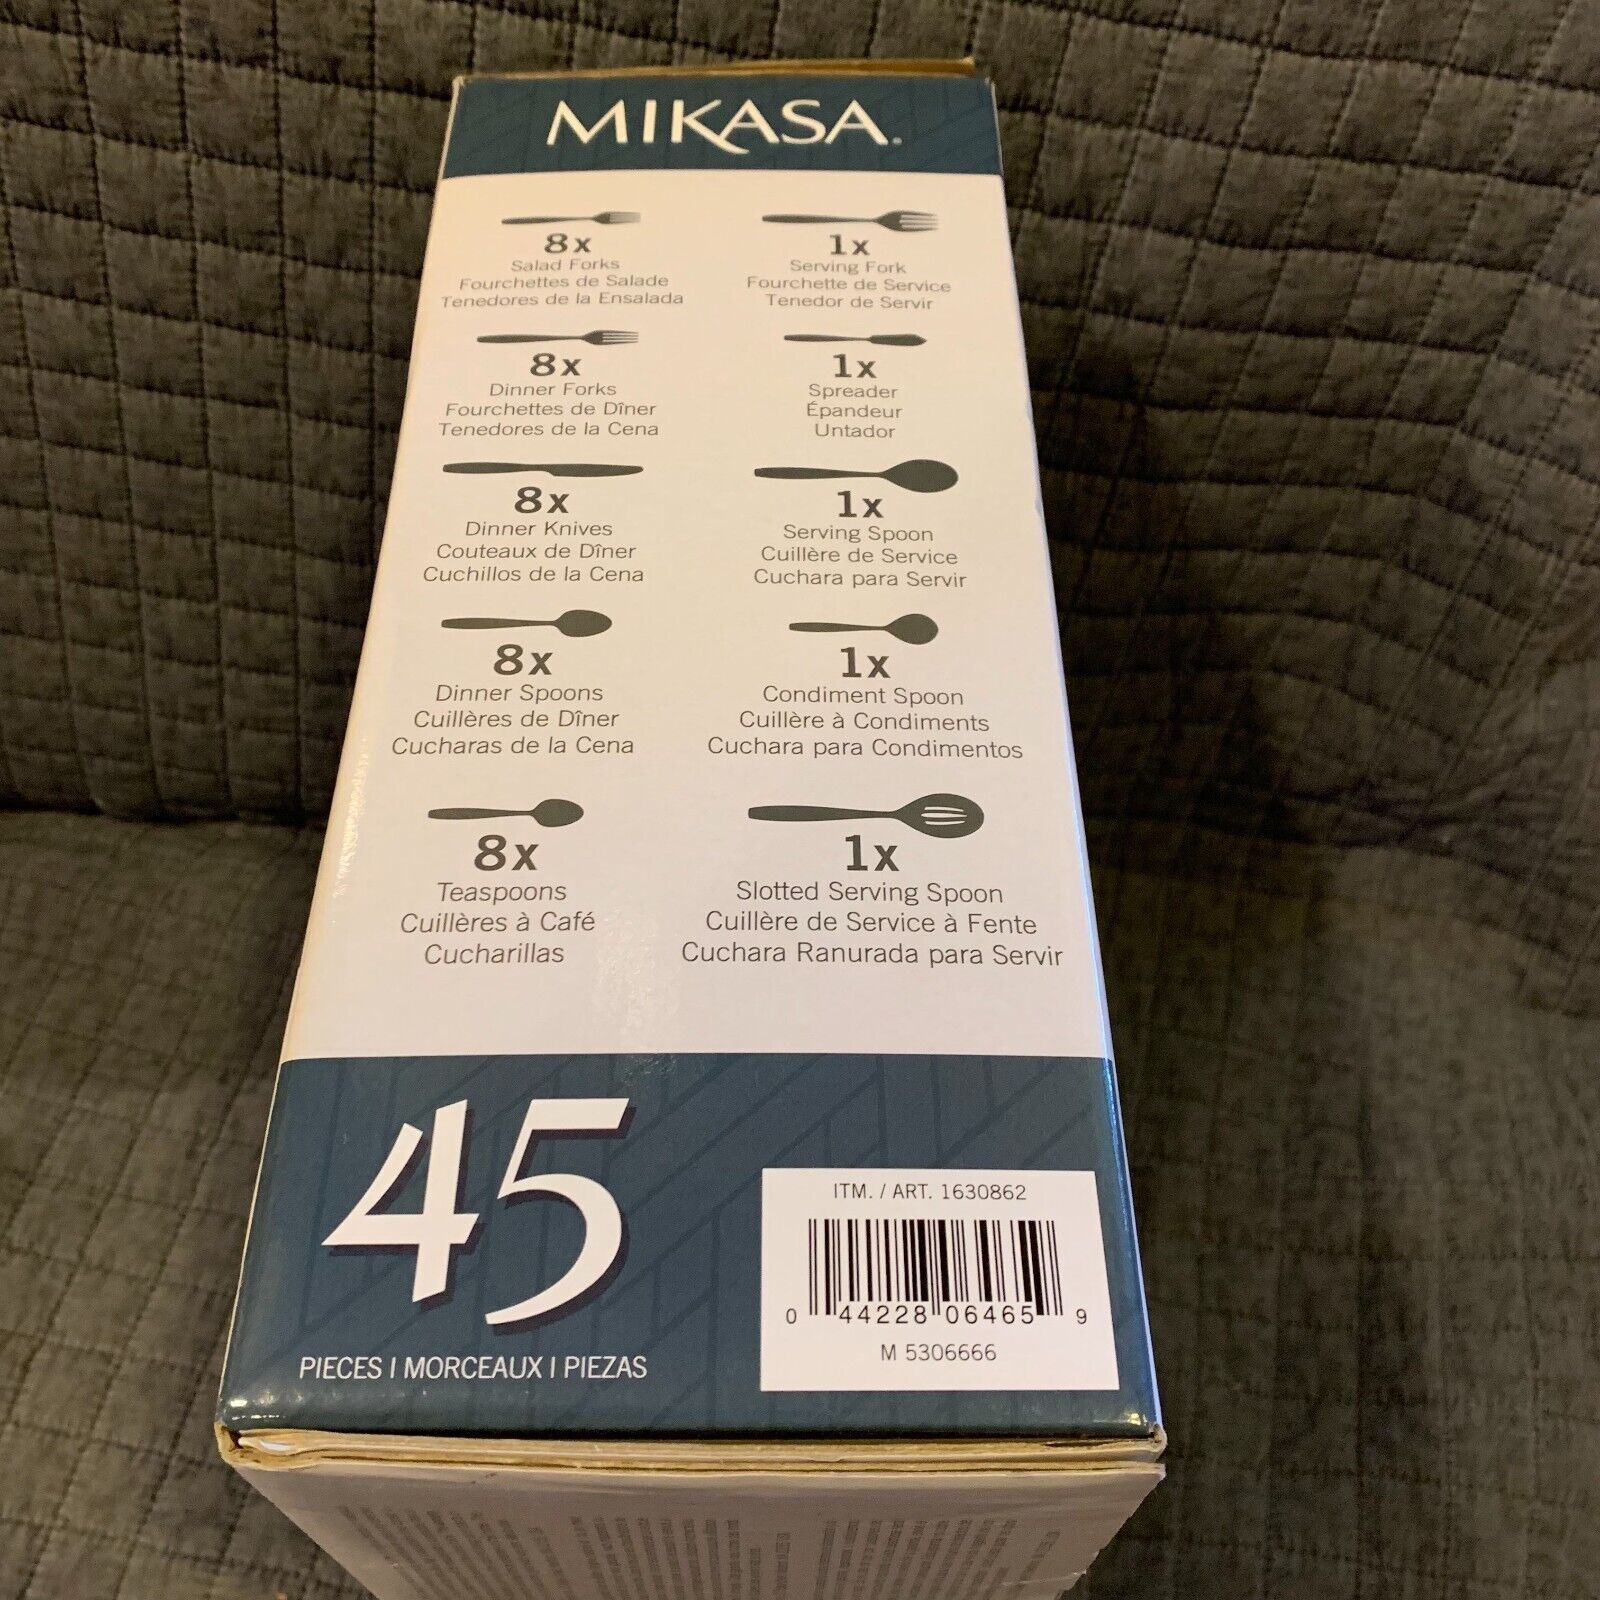 MIKASA.
8x
Salad Forks
Fourchettes de Salade
Tenedores de la Ensalada
8x
Dinner Forks
Fourchettes de Dîner
Tenedores de la Cena
8x
Dinner Knives
Couteaux de Dîner
Cuchillos de la Cena
8x
Dinner Spoons
Cuillères de Dîner
Cucharas de la Cena
8x
Teaspoons
Cuillères à Café
Cucharillas
1x
Serving Fork
Fourchette de Service
Tenedor de Servir
1x
Spreader
Épandeur
Untador
1x
Serving Spoon
Cuillère de Service
Cuchara para Servir
1x
Condiment Spoon
Cuillère à Condiments
Cuchara para Condimentos
1x
Slotted Serving Spoon
Cuillère de Service à Fente
Cuchara Ranurada para Servir
45
PIECES | MORCEAUX | PIEZAS
ITM. / ART. 1630862
0 44228 06465 9
M 5306666